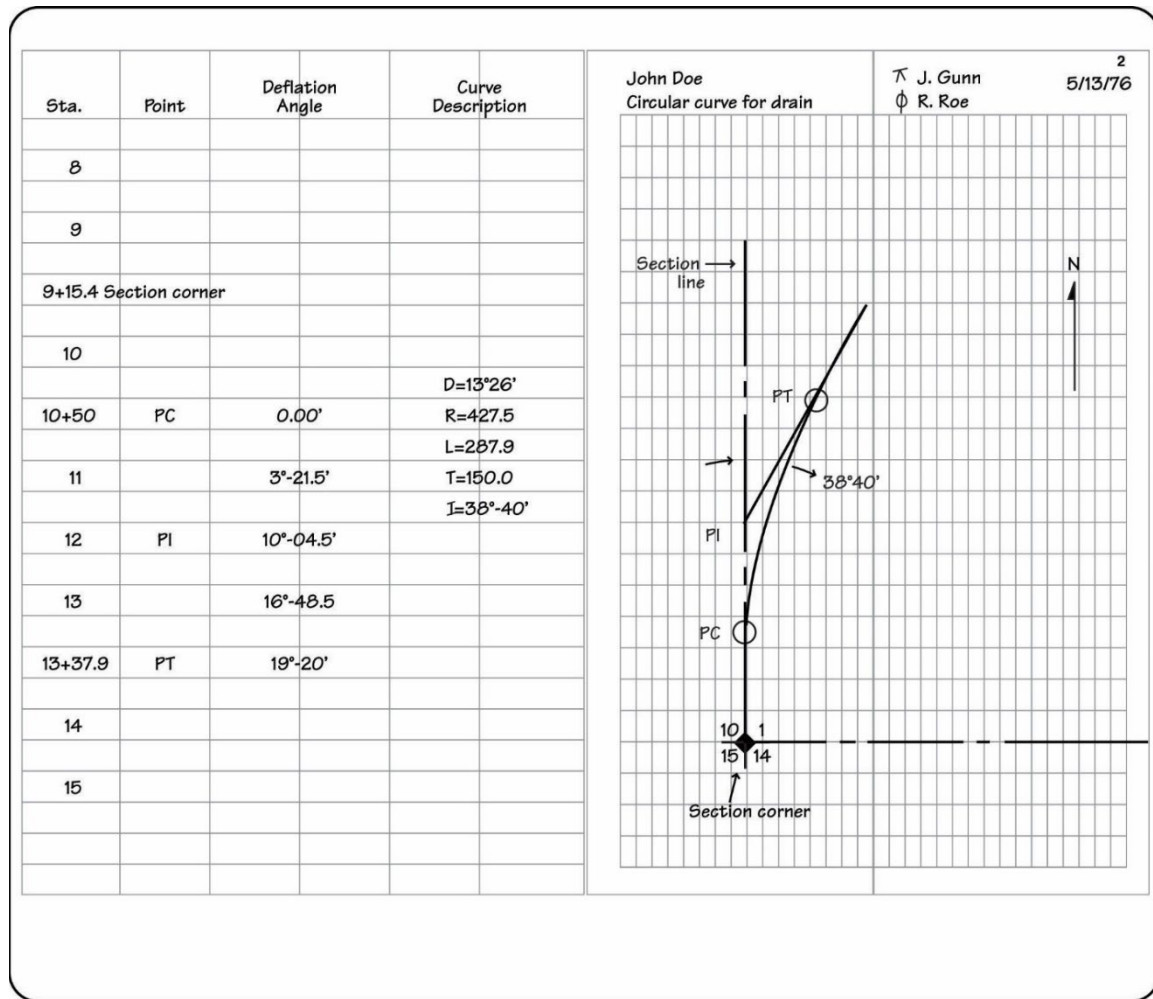 Sta. Point Deflation Angle Curve Description
8
9
9+15.4 Section corner
10
D=13°26'
10+50 PC 0.00' R=427.5
L=287.9
11 3°-21.5' T=150.0
I=38°-40'
12 PI 10°-04.5'
13 16°-48.5
13+37.9 PT 19°-20'
14
15
2
John Doe
Circular curve for drain
J. Gunn
R. Roe
5/13/76
Section line
N
PT
38°40'
PI
PC
10 1
15 14
Section corner